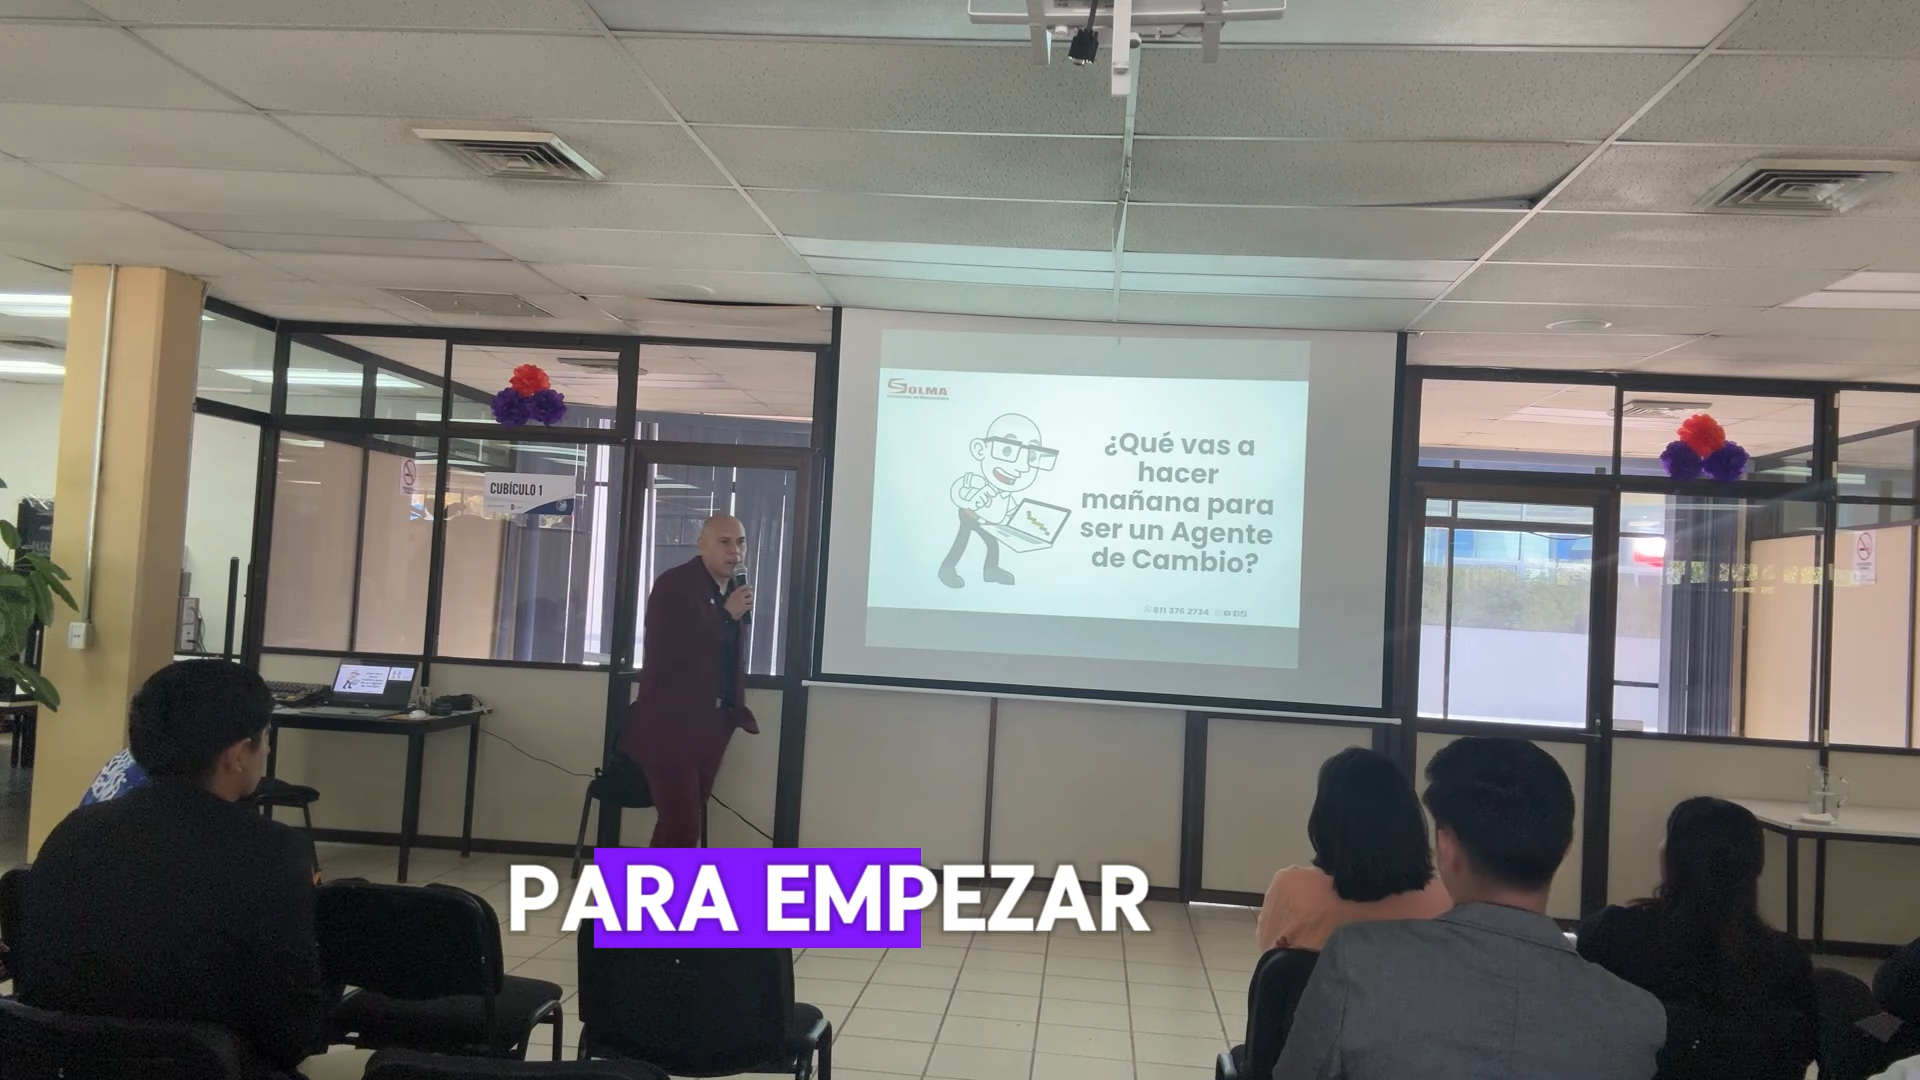 SOLMA
¿Qué vas a
hacer
mañana para
ser un Agente
de Cambio?
811 376 2734
CUBÍCULO 1
PARA EMPEZAR